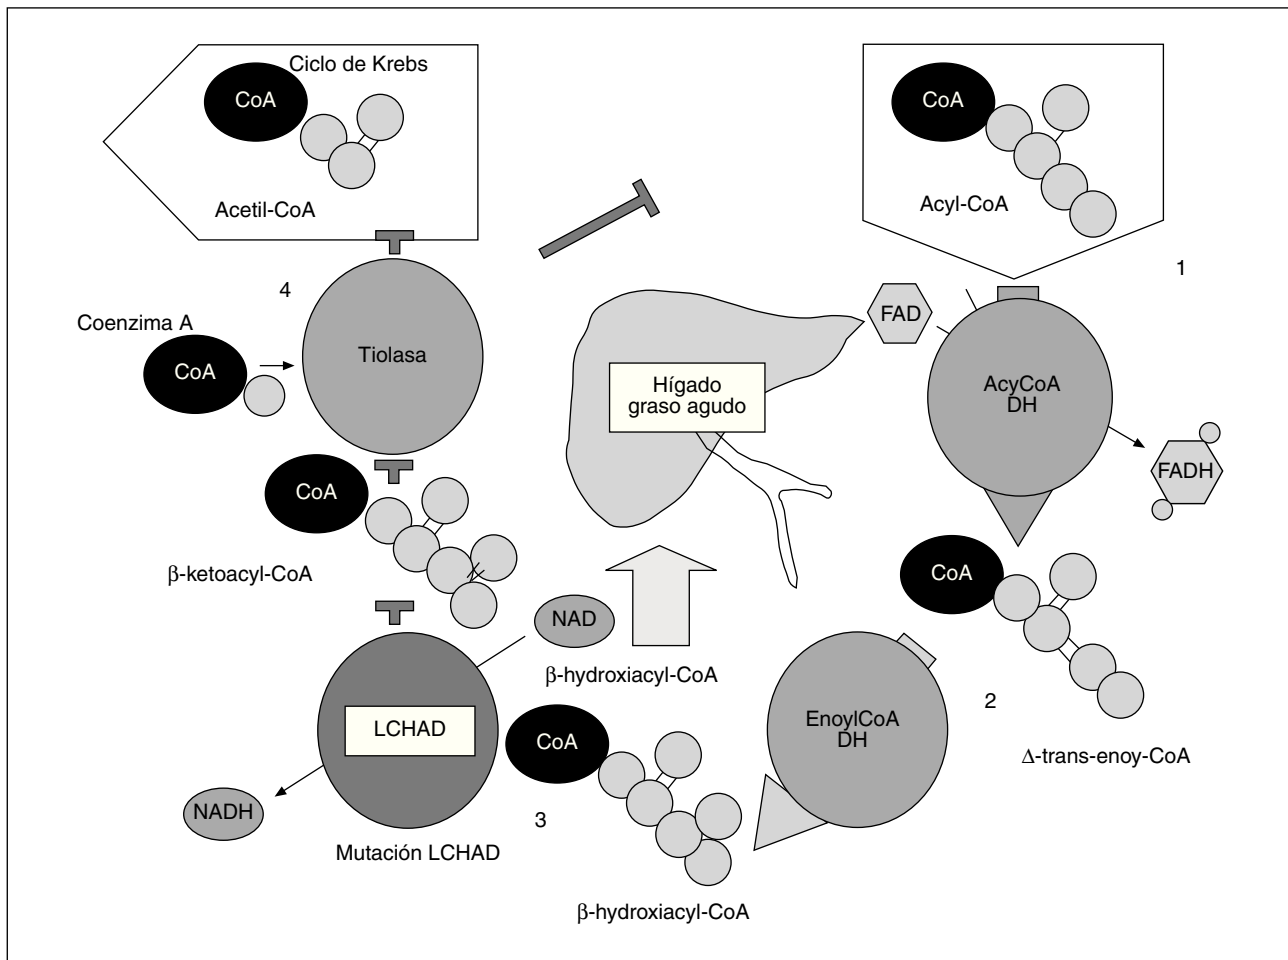 Ciclo de Krebs
CoA
Acetil-CoA
CoA
Acyl-CoA
1
4
Coenzima A
CoA
Tiolasa
FAD
Hígado
graso agudo
AcyCoA
DH
FADH
CoA
β-ketoacyl-CoA
CoA
NAD
β-hydroxiacyl-CoA
LCHAD
CoA
EnoylCoA
DH
2
Δ-trans-enoy-CoA
NADH
3
Mutación LCHAD
β-hydroxiacyl-CoA